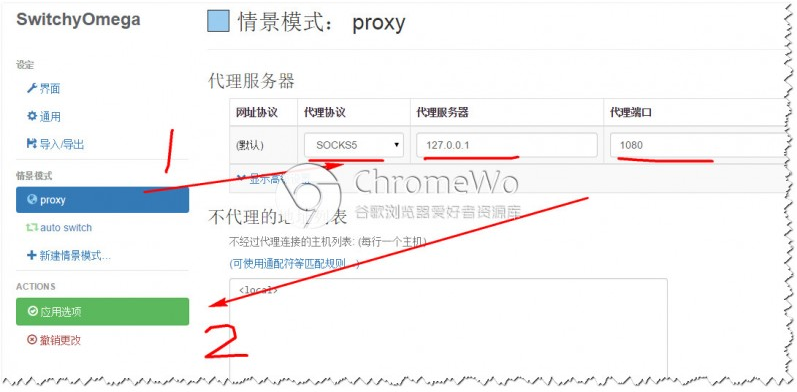 SwitchyOmega
设定
界面
通用
导入/导出
情景模式
proxy
auto switch
新建情景模式...
ACTIONS
应用选项
撤销更改
情景模式： proxy
代理服务器
网址协议 代理协议 代理服务器 代理端口
(默认) SOCKS5 127.0.0.1 1080
显示高
ChromeWo
谷歌浏览器爱好者资源库
不代理的地 列表
不经过代理连接的主机列表: (每行一个主机)
(可使用通配符等匹配规则...)
<local>
1
2